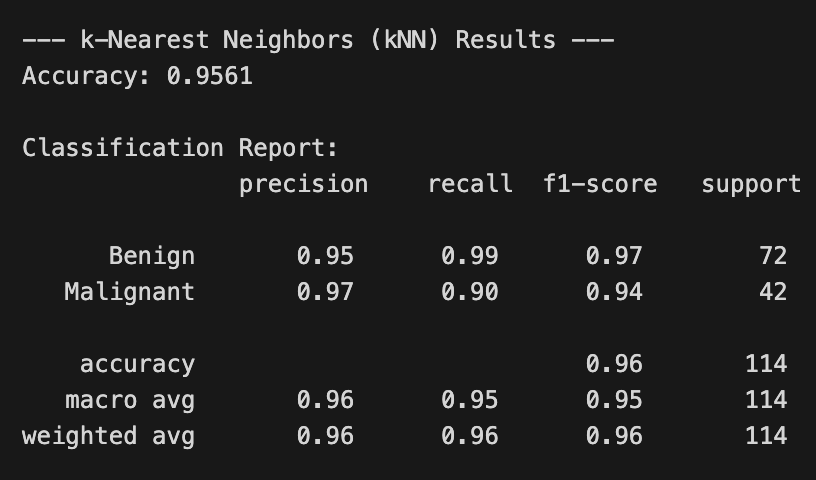 --- k-Nearest Neighbors (kNN) Results ---
Accuracy: 0.9561
Classification Report:
precision recall f1-score support
Benign 0.95 0.99 0.97 72
Malignant 0.97 0.90 0.94 42
accuracy 0.96 114
macro avg 0.96 0.95 0.95 114
weighted avg 0.96 0.96 0.96 114